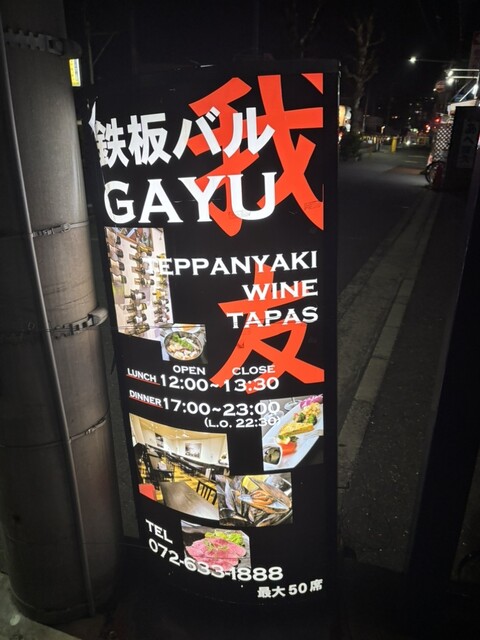 鉄板バル
GAYU
我友
TEPPANYAKI
WINE
TAPAS
OPEN CLOSE
LUNCH 12:00~13:30
DINNER 17:00~23:00
(L.O. 22:30)
TEL
072-633-1888
最大50席